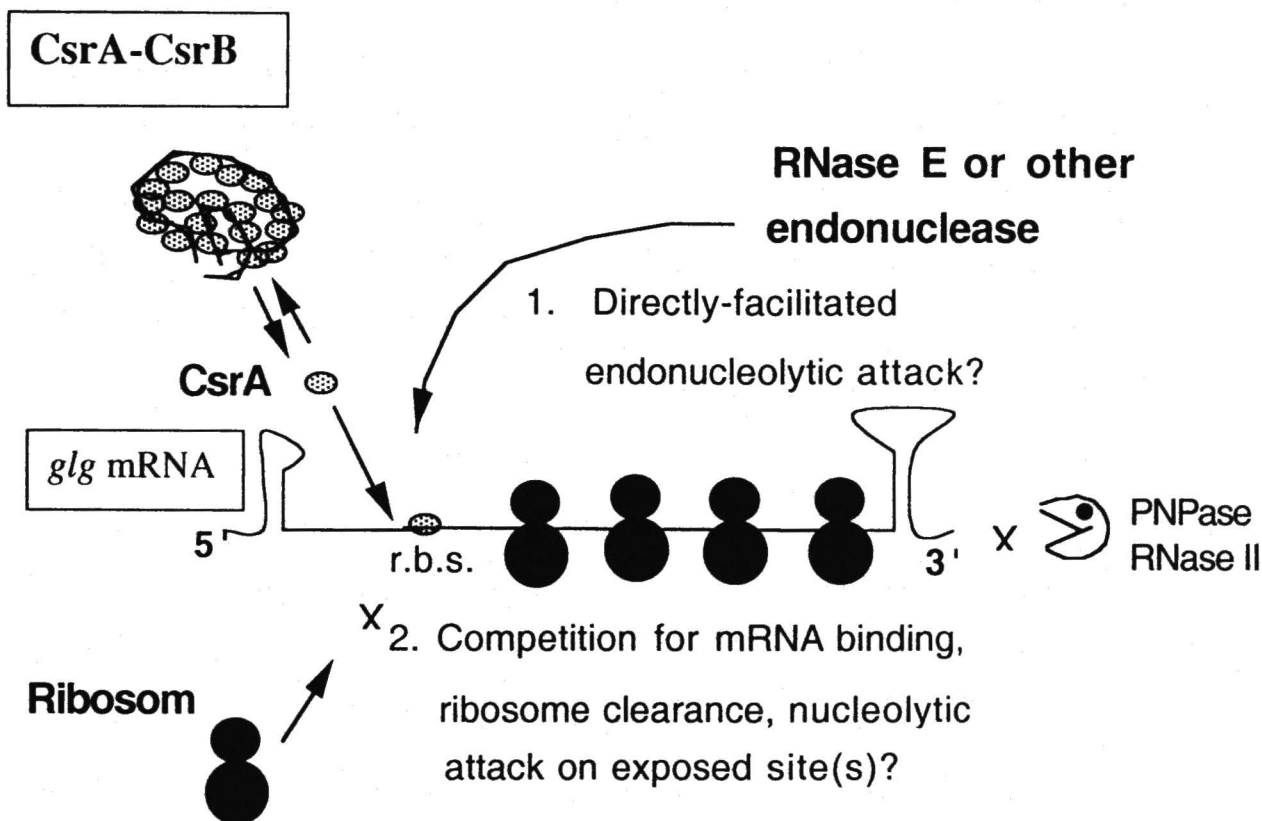 CsrA-CsrB
RNase E or other
endonuclease
1. Directly-facilitated
endonucleolytic attack?
CsrA
glg mRNA
5'
r.b.s.
3'
X
PNPase
RNase II
X
2. Competition for mRNA binding,
ribosome clearance, nucleolytic
attack on exposed site(s)?
Ribosom